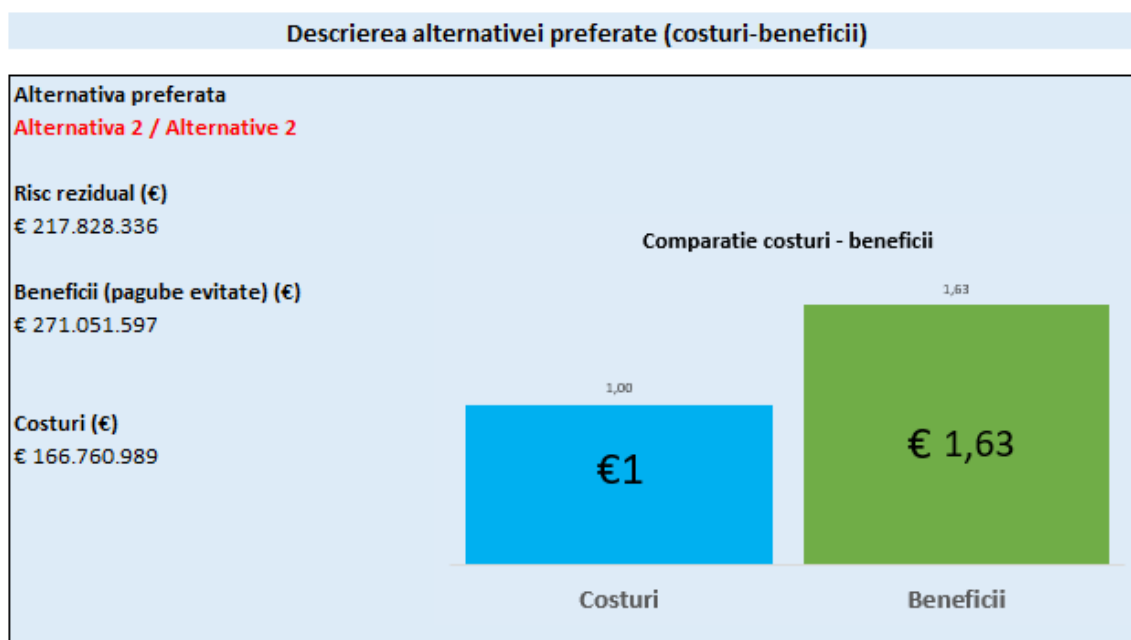 Descrierea alternativei preferate (costuri-beneficii)
Alternativa preferata
Alternativa 2 / Alternative 2
Risc rezidual (€)
€ 217.828.336
Beneficii (pagube evitate) (€)
€ 271.051.597
Costuri (€)
€ 166.760.989
Comparatie costuri - beneficii
1,63
1,00
€ 1,63
€1
Costuri
Beneficii